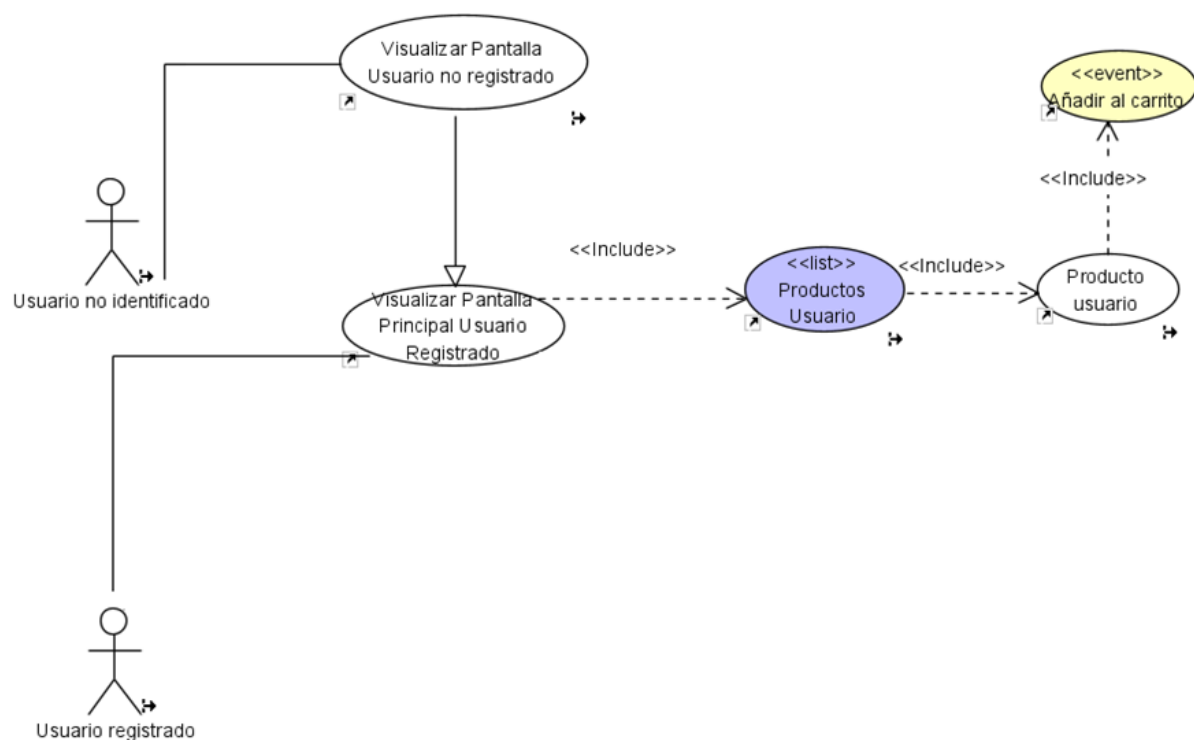 Visualizar Pantalla
Usuario no registrado
<<event>>
Añadir al carrito
<<Include>>
Usuario no identificado
<<Include>>
<<list>>
Productos
Usuario
<<Include>>
Producto
usuario
Visualizar Pantalla
Principal Usuario
Registrado
Usuario registrado